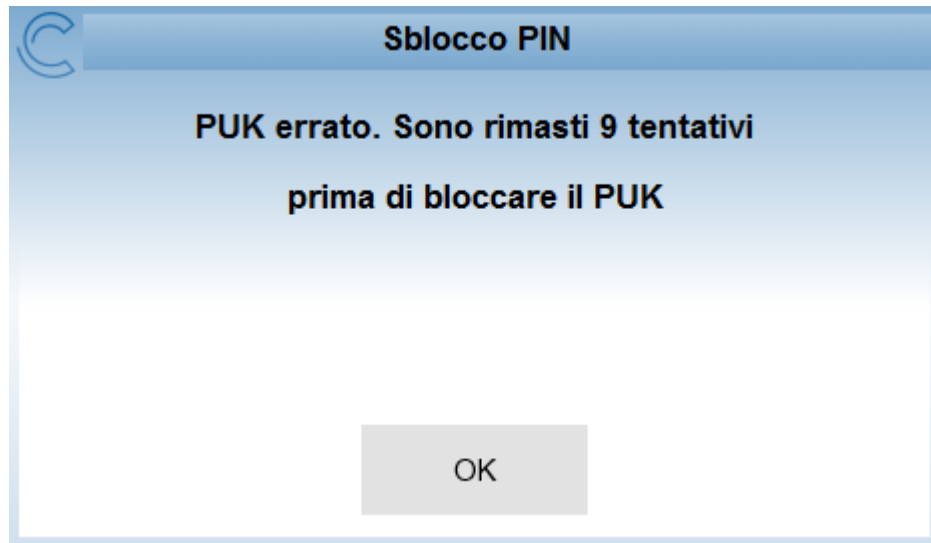 Sblocco PIN
PUK errato. Sono rimasti 9 tentativi
prima di bloccare il PUK
OK